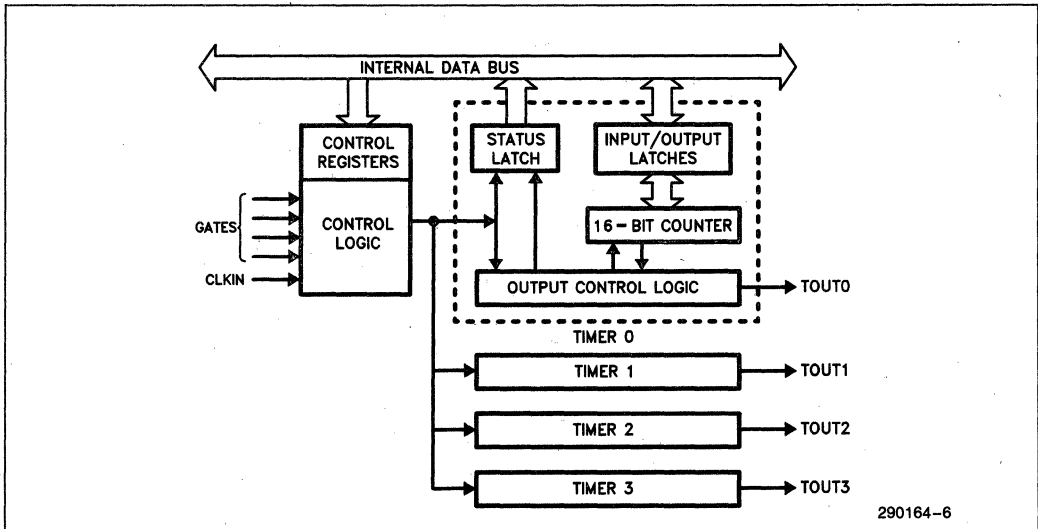 INTERNAL DATA BUS
CONTROL
REGISTERS
STATUS
LATCH
INPUT/OUTPUT
LATCHES
GATES
CONTROL
LOGIC
16-BIT COUNTER
CLKIN
OUTPUT CONTROL LOGIC
TOUT0
TIMER 0
TIMER 1
TOUT1
TIMER 2
TOUT2
TIMER 3
TOUT3
290164-6